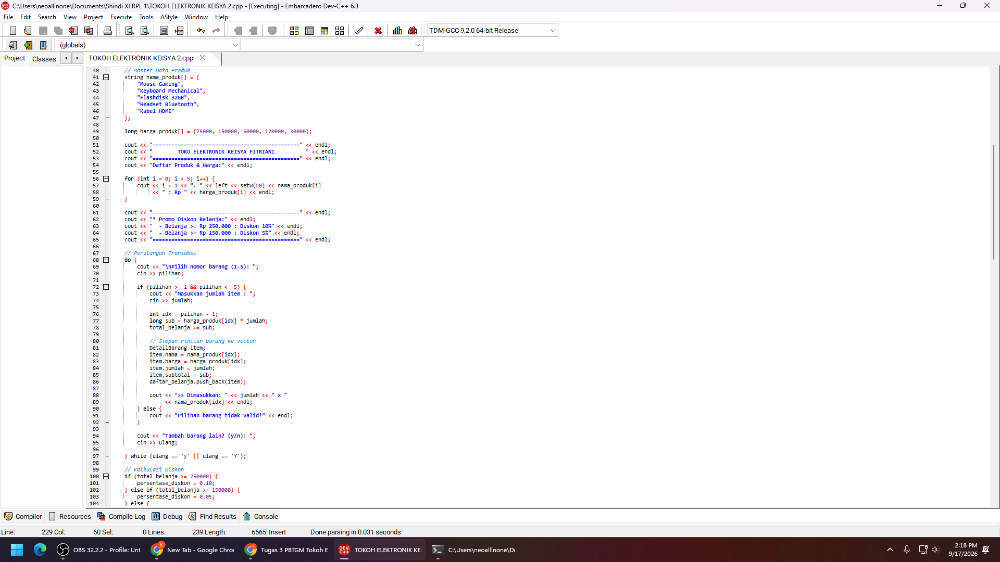 C:\Users\neoallinone\Documents\Shindi XI RPL 1\TOKOH ELEKTRONIK KEISYA 2.cpp - [Executing] - Embarcadero Dev-C++ 6.3
File Edit Search View Project Execute Tools AStyle Window Help
TDM-GCC 9.2.0 64-bit Release
(globals)
Project Classes TOKOH ELEKTRONIK KEISYA 2.cpp
40 // Master Data Produk
41 string nama_produk[] = {
42 "Mouse Gaming",
43 "Keyboard Mechanical",
44 "Flashdisk 32GB",
45 "Headset Bluetooth",
46 "Kabel HDMI"
47 };
48
49 long harga_produk[] = {75000, 150000, 50000, 120000, 30000};
50
51 cout << "===============================================" << endl;
52 cout << "        TOKO ELEKTRONIK KEISYA FITRIANI          " << endl;
53 cout << "===============================================" << endl;
54 cout << "Daftar Produk & Harga:" << endl;
55
56 for (int i = 0; i < 5; i++) {
57 cout << i + 1 << ". " << left << setw(20) << nama_produk[i]
58 << " : Rp " << harga_produk[i] << endl;
59 }
60
61 cout << "-----------------------------------------------" << endl;
62 cout << "* Promo Diskon Belanja:" << endl;
63 cout << "  - Belanja >= Rp 250.000 : Diskon 10%" << endl;
64 cout << "  - Belanja >= Rp 150.000 : Diskon 5%" << endl;
65 cout << "===============================================" << endl;
66
67 // Perulangan Transaksi
68 do {
69 cout << "\nPilih nomor barang (1-5): ";
70 cin >> pilihan;
71
72 if (pilihan >= 1 && pilihan <= 5) {
73 cout << "Masukkan jumlah item : ";
74 cin >> jumlah;
75
76 int idx = pilihan - 1;
77 long sub = harga_produk[idx] * jumlah;
78 total_belanja += sub;
79
80 // Simpan rincian barang ke vector
81 DetailBarang item;
82 item.nama = nama_produk[idx];
83 item.harga = harga_produk[idx];
84 item.jumlah = jumlah;
85 item.subtotal = sub;
86 daftar_belanja.push_back(item);
87
88 cout << ">> Dimasukkan: " << jumlah << " x "
89 << nama_produk[idx] << endl;
90 } else {
91 cout << "Pilihan barang tidak valid!" << endl;
92 }
93
94 cout << "Tambah barang lain? (y/n): ";
95 cin >> ulang;
96
97 } while (ulang == 'y' || ulang == 'Y');
98
99 // Kalkulasi Diskon
100 if (total_belanja >= 250000) {
101 persentase_diskon = 0.10;
102 } else if (total_belanja >= 150000) {
103 persentase_diskon = 0.05;
104 } else {
Compiler Resources Compile Log Debug Find Results Console
Line: 229 Col: 60 Sel: 0 Lines: 239 Length: 6565 Insert Done parsing in 0.031 seconds
OBS 32.2.2 - Profile: Unt New Tab - Google Chro Tugas 3 PBTGM Tokoh E TOKOH ELEKTRONIK KEI C:\Users\neoallinone\Do
2:18 PM
9/17/2026